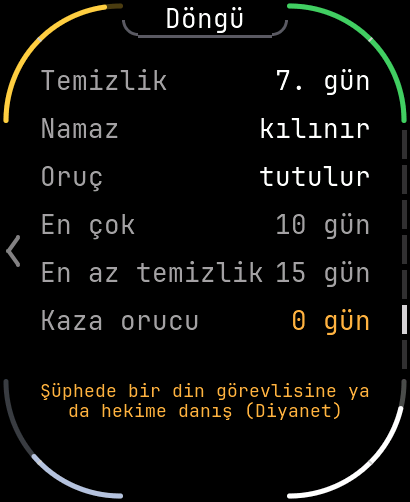 Döngü
Temizlik 7. gün
Namaz kılınır
Oruç tutulur
En çok 10 gün
En az temizlik 15 gün
Kaza orucu 0 gün
Şüphede bir din görevlisine ya
da hekime danış (Diyanet)